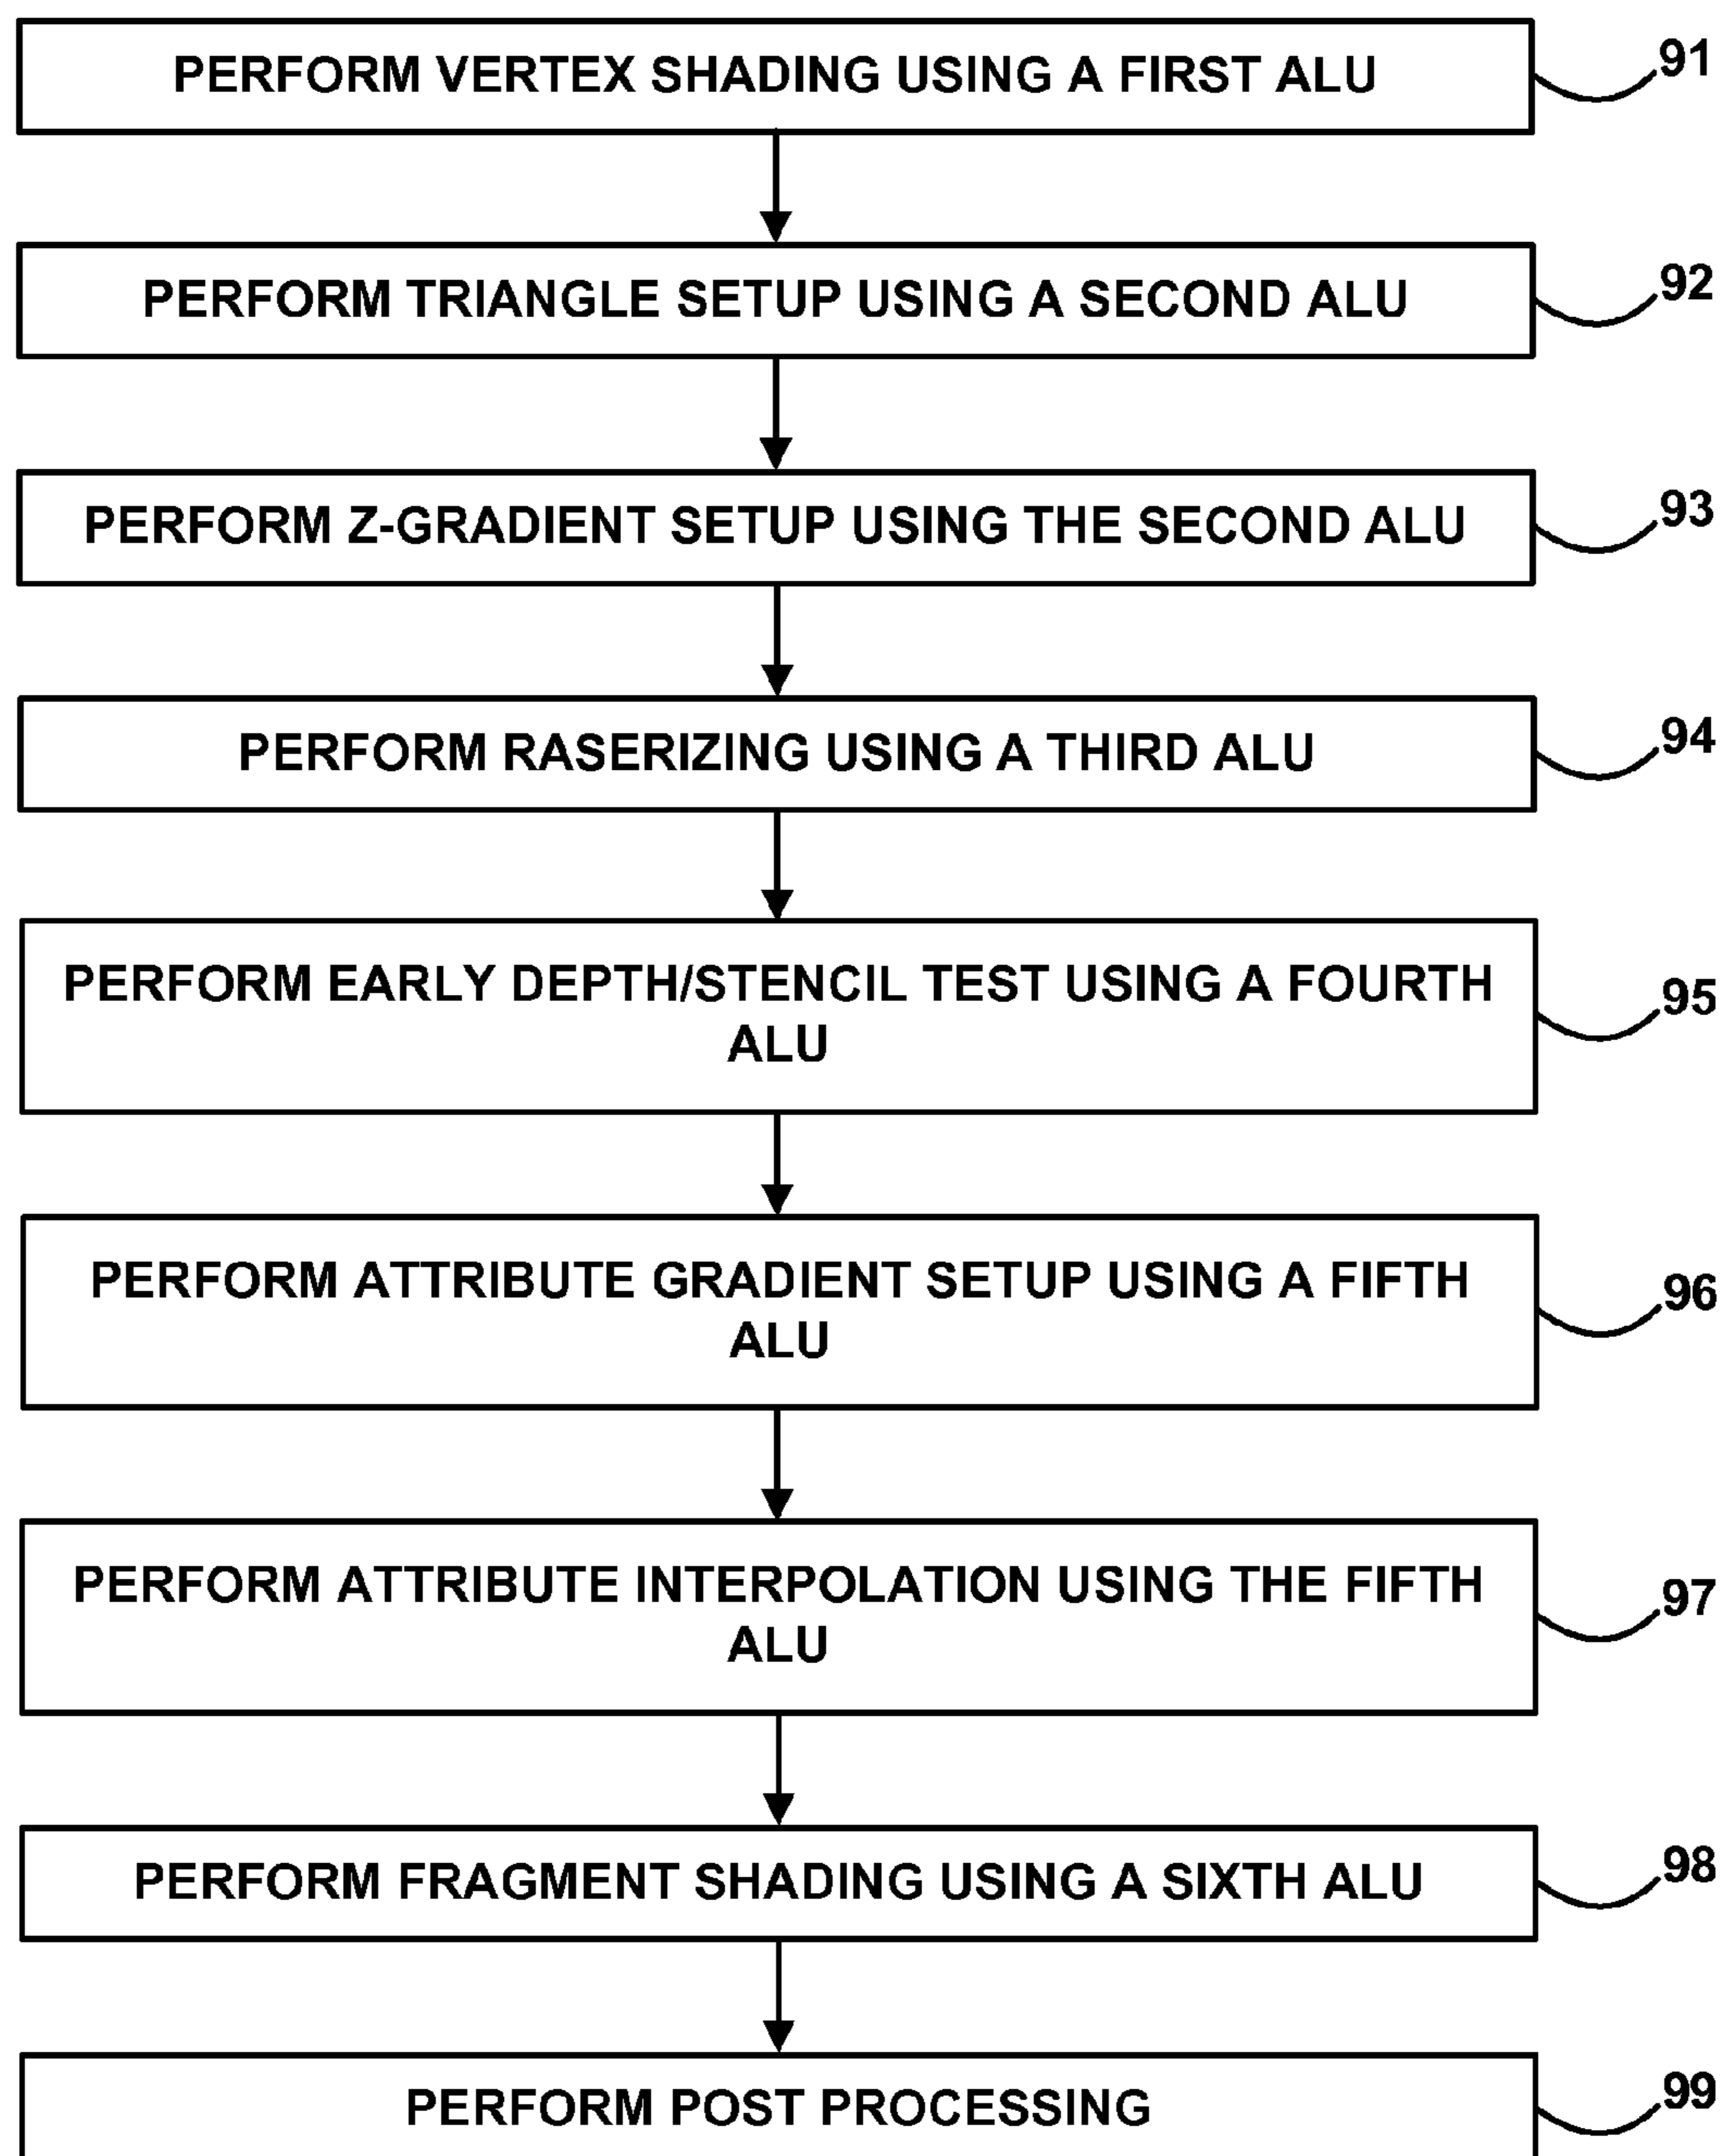 PERFORM VERTEX SHADING USING A FIRST ALU
91
PERFORM TRIANGLE SETUP USING A SECOND ALU
92
PERFORM Z-GRADIENT SETUP USING THE SECOND ALU
93
PERFORM RASERIZING USING A THIRD ALU
94
PERFORM EARLY DEPTH/STENCIL TEST USING A FOURTH
ALU
95
PERFORM ATTRIBUTE GRADIENT SETUP USING A FIFTH
ALU
96
PERFORM ATTRIBUTE INTERPOLATION USING THE FIFTH
ALU
97
PERFORM FRAGMENT SHADING USING A SIXTH ALU
98
PERFORM POST PROCESSING
99